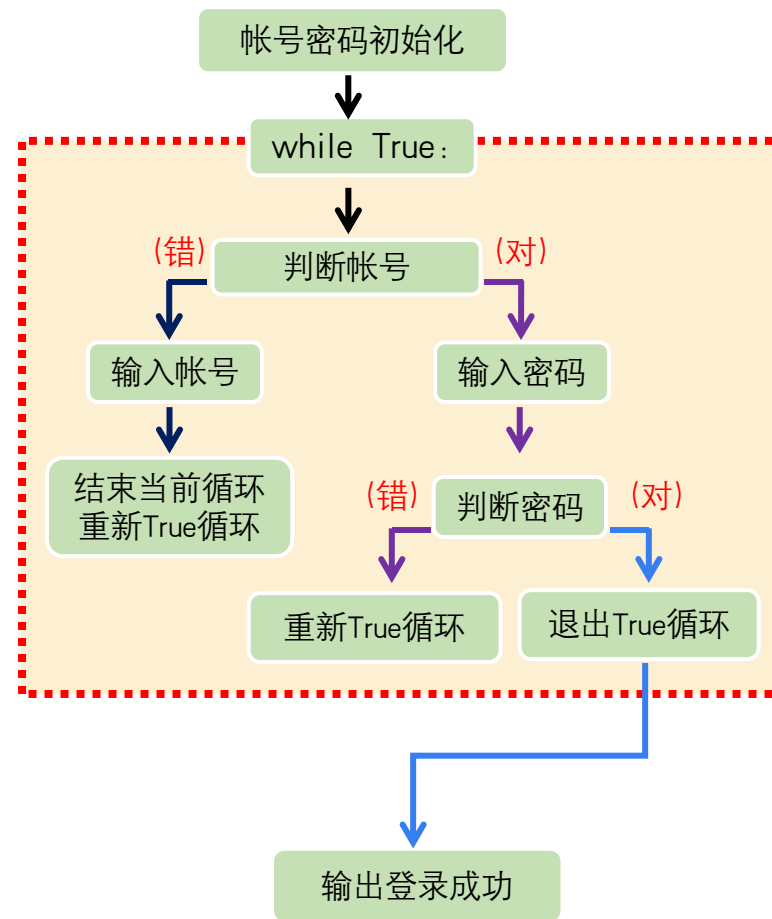 帐号密码初始化
while True:
(错)
(对)
判断帐号
输入帐号
输入密码
结束当前循环
重新True循环
(错)
(对)
判断密码
重新True循环
退出True循环
输出登录成功